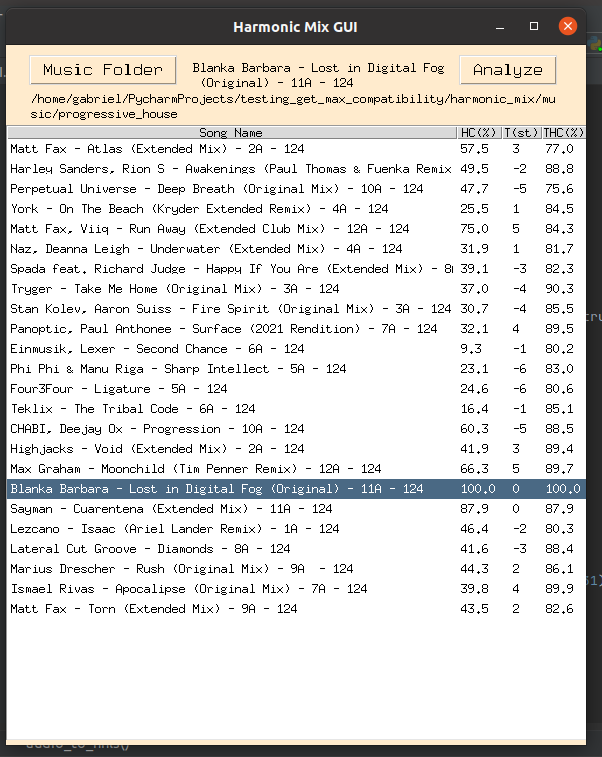 Harmonic Mix GUI
Music Folder
Blanka Barbara - Lost in Digital Fog
(Original) - 11A - 124
Analyze
/home/gabriel/PycharmProjects/testing_get_max_compatibility/harmonic_mix/mu
sic/progressive_house
Song Name HC(%) T(st) THC(%)
Matt Fax - Atlas (Extended Mix) - 2A - 124 57.5 3 77.0
Harley Sanders, Rion S - Awakenings (Paul Thomas & Fuenka Remix 49.5 -2 88.8
Perpetual Universe - Deep Breath (Original Mix) - 10A - 124 47.7 -5 75.6
York - On The Beach (Kryder Extended Remix) - 4A - 124 25.5 1 84.5
Matt Fax, Viiq - Run Away (Extended Club Mix) - 12A - 124 75.0 5 84.3
Naz, Deanna Leigh - Underwater (Extended Mix) - 4A - 124 31.9 1 81.7
Spada feat. Richard Judge - Happy If You Are (Extended Mix) - 8 39.1 -3 82.3
Tryger - Take Me Home (Original Mix) - 3A - 124 37.0 -4 90.3
Stan Kolev, Aaron Suiss - Fire Spirit (Original Mix) - 3A - 124 30.7 -4 85.5
Panoptic, Paul Anthonee - Surface (2021 Rendition) - 7A - 124 32.1 4 89.5
Einmusik, Lexer - Second Chance - 6A - 124 9.3 -1 80.2
Phi Phi & Manu Riga - Sharp Intellect - 5A - 124 23.1 -6 83.0
Four3Four - Ligature - 5A - 124 24.6 -6 80.6
Teklix - The Tribal Code - 6A - 124 16.4 -1 85.1
CHABI, Deejay Ox - Progression - 10A - 124 60.3 -5 88.5
Highjacks - Void (Extended Mix) - 2A - 124 41.9 3 89.4
Max Graham - Moonchild (Tim Penner Remix) - 12A - 124 66.3 5 89.7
Blanka Barbara - Lost in Digital Fog (Original) - 11A - 124 100.0 0 100.0
Sayman - Cuarentena (Extended Mix) - 11A - 124 87.9 0 87.9
Lezcano - Isaac (Ariel Lander Remix) - 1A - 124 46.4 -2 80.3
Lateral Cut Groove - Diamonds - 8A - 124 41.6 -3 88.4
Marius Drescher - Rush (Original Mix) - 9A - 124 44.3 2 86.1
Ismael Rivas - Apocalipse (Original Mix) - 7A - 124 39.8 4 89.9
Matt Fax - Torn (Extended Mix) - 9A - 124 43.5 2 82.6